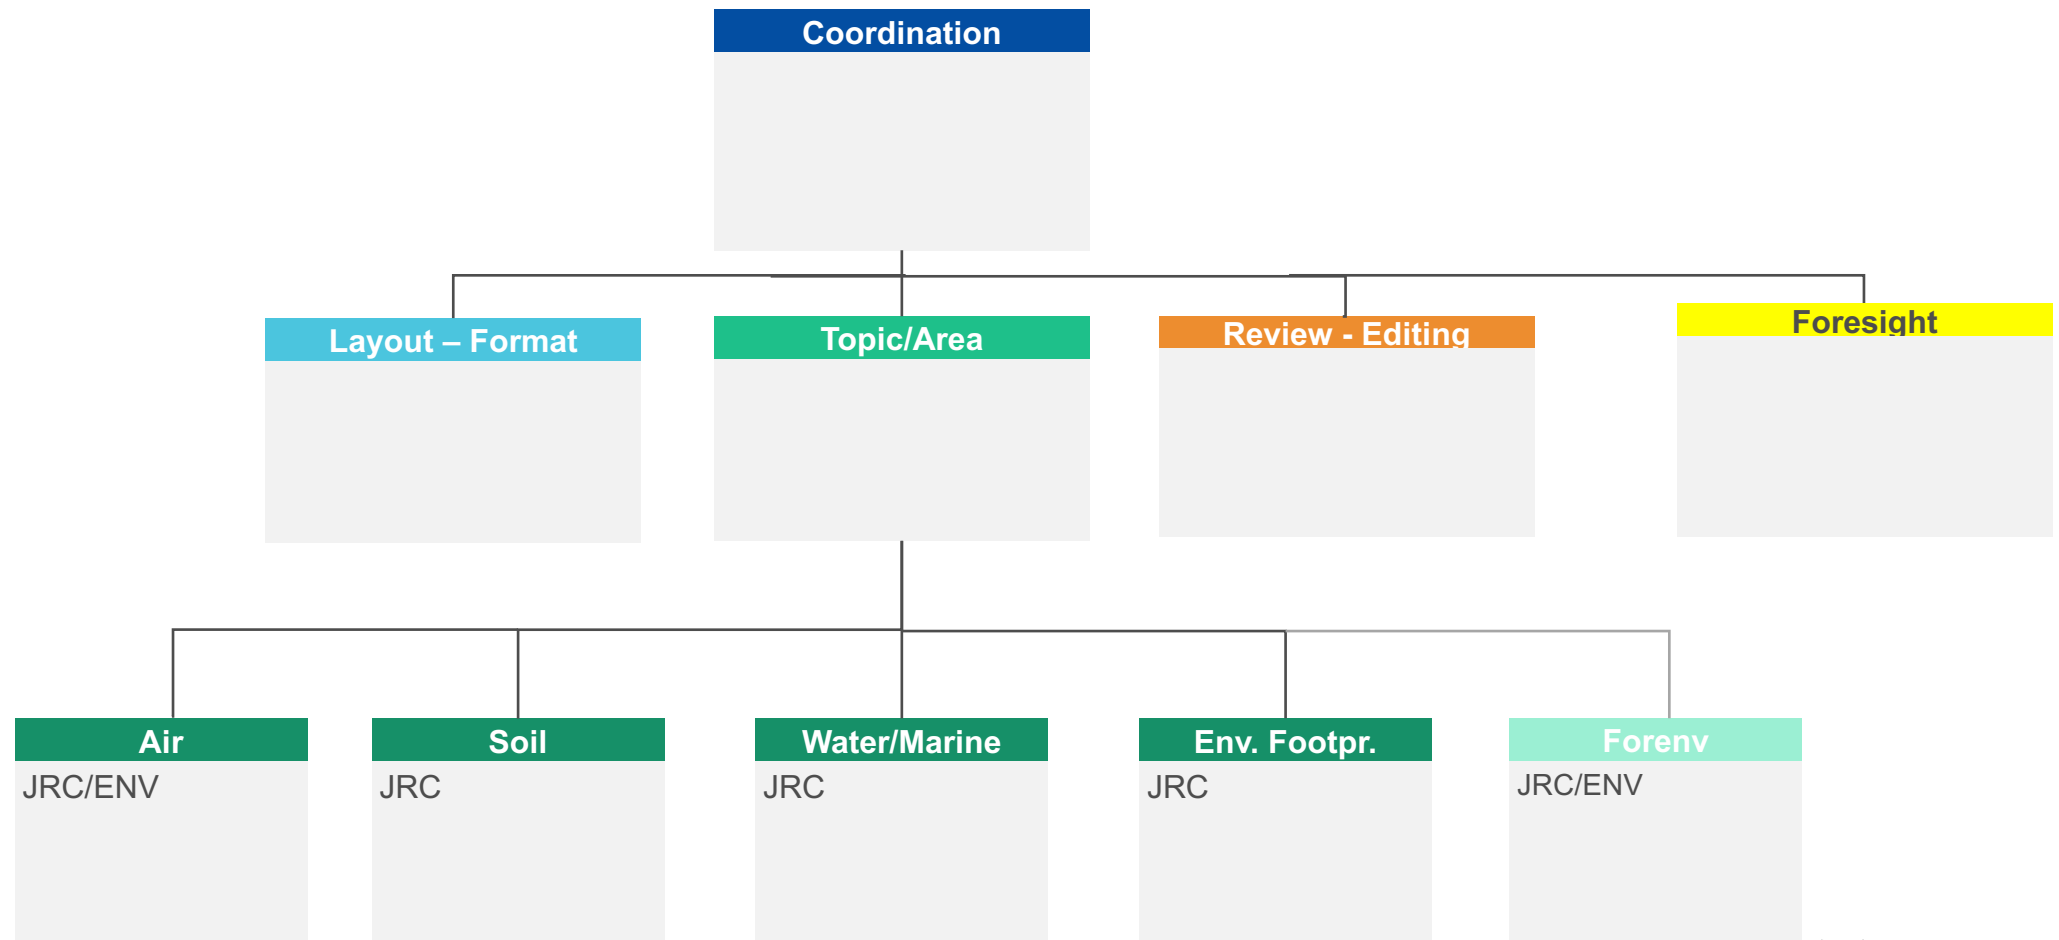 Coordination
Layout – Format
Topic/Area
Review - Editing
Foresight
Air
Soil
Water/Marine
Env. Footpr.
Forenv
JRC/ENV
JRC
JRC
JRC
JRC/ENV